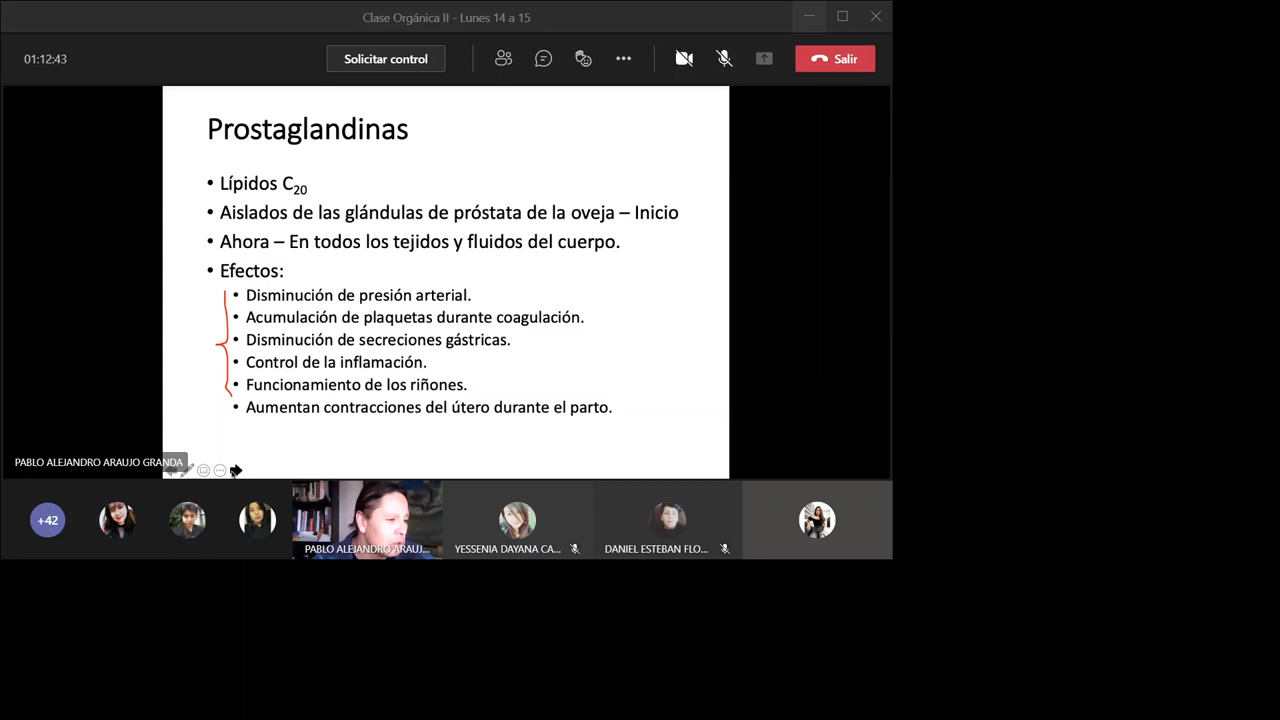 Clase Orgánica II - Lunes 14 a 15
01:12:43
Solicitar control
Salir
Prostaglandinas
• Lípidos C20
• Aislados de las glándulas de próstata de la oveja – Inicio
• Ahora – En todos los tejidos y fluidos del cuerpo.
• Efectos:
• Disminución de presión arterial.
• Acumulación de plaquetas durante coagulación.
• Disminución de secreciones gástricas.
• Control de la inflamación.
• Funcionamiento de los riñones.
• Aumentan contracciones del útero durante el parto.
PABLO ALEJANDRO ARAUJO GRANDA
+42
PABLO ALEJANDRO ARAUJ...
YESSENIA DAYANA CA...
DANIEL ESTEBAN FLO...